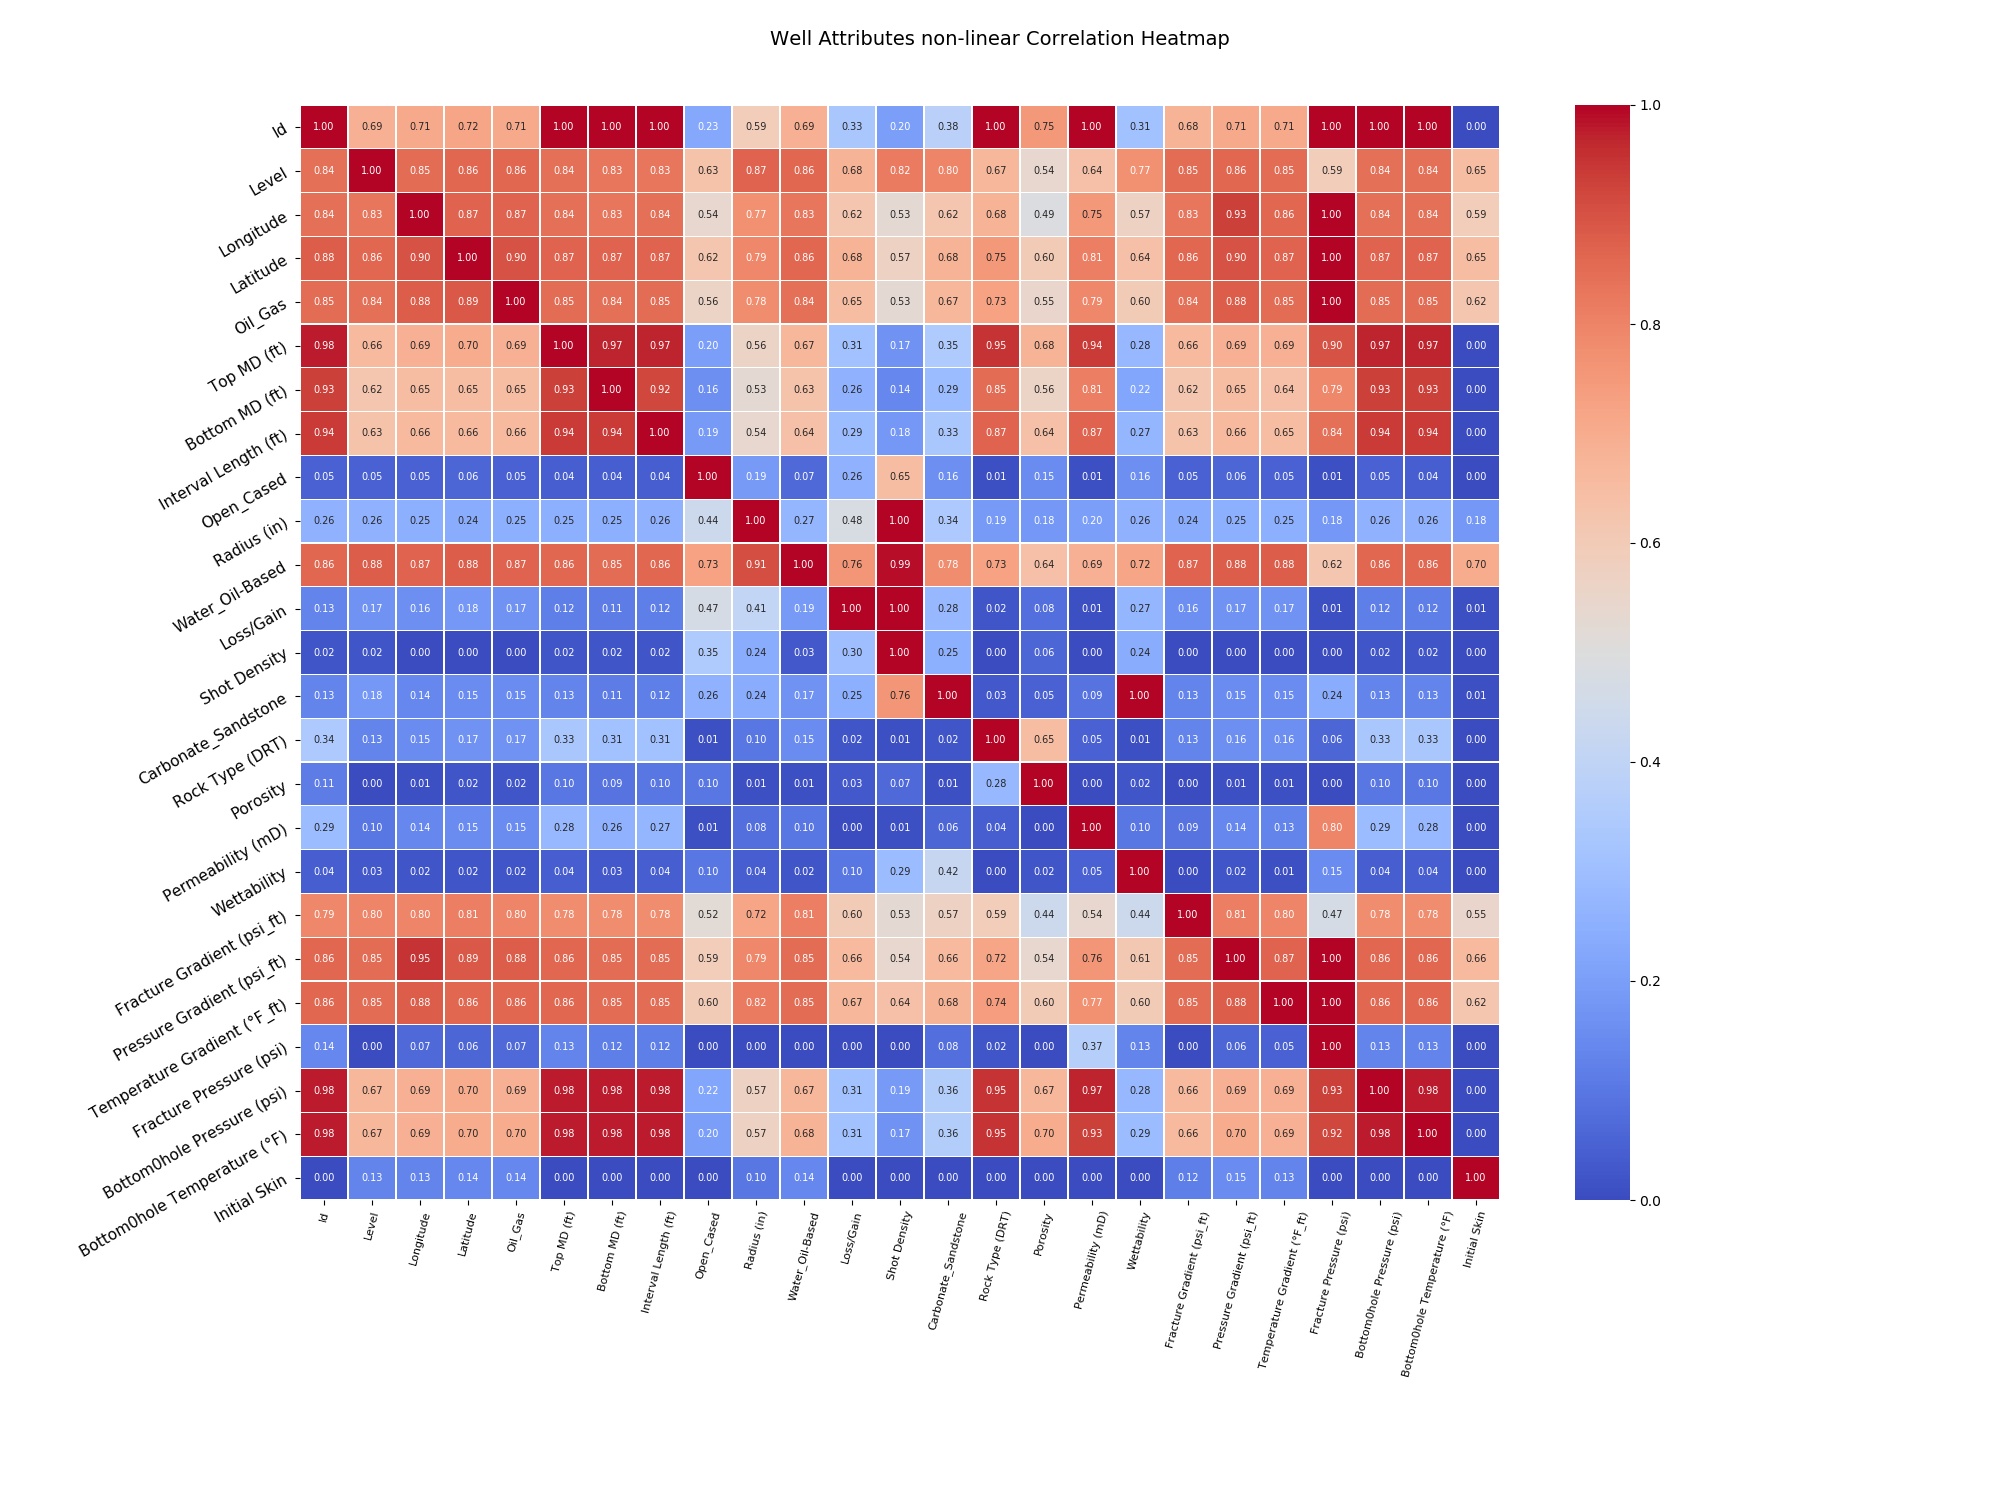 Well Attributes non-linear Correlation Heatmap
Id 1.00 0.69 0.71 0.72 0.71 1.00 1.00 1.00 0.23 0.59 0.69 0.33 0.20 0.38 1.00 0.75 1.00 0.31 0.68 0.71 0.71 1.00 1.00 1.00 0.00
Level 0.84 1.00 0.85 0.86 0.86 0.84 0.83 0.83 0.63 0.87 0.86 0.68 0.82 0.80 0.67 0.54 0.64 0.77 0.85 0.86 0.85 0.59 0.84 0.84 0.65
Longitude 0.84 0.83 1.00 0.87 0.87 0.84 0.83 0.84 0.54 0.77 0.83 0.62 0.53 0.62 0.68 0.49 0.75 0.57 0.83 0.93 0.86 1.00 0.84 0.84 0.59
Latitude 0.88 0.86 0.90 1.00 0.90 0.87 0.87 0.87 0.62 0.79 0.86 0.68 0.57 0.68 0.75 0.60 0.81 0.64 0.86 0.90 0.87 1.00 0.87 0.87 0.65
Oil_Gas 0.85 0.84 0.88 0.89 1.00 0.85 0.84 0.85 0.56 0.78 0.84 0.65 0.53 0.67 0.73 0.55 0.79 0.60 0.84 0.88 0.85 1.00 0.85 0.85 0.62
Top MD (ft) 0.98 0.66 0.69 0.70 0.69 1.00 0.97 0.97 0.20 0.56 0.67 0.31 0.17 0.35 0.95 0.68 0.94 0.28 0.66 0.69 0.69 0.90 0.97 0.97 0.00
Bottom MD (ft) 0.93 0.62 0.65 0.65 0.65 0.93 1.00 0.92 0.16 0.53 0.63 0.26 0.14 0.29 0.85 0.56 0.81 0.22 0.62 0.65 0.64 0.79 0.93 0.93 0.00
Interval Length (ft) 0.94 0.63 0.66 0.66 0.66 0.94 0.94 1.00 0.19 0.54 0.64 0.29 0.18 0.33 0.87 0.64 0.87 0.27 0.63 0.66 0.65 0.84 0.94 0.94 0.00
Open_Cased 0.05 0.05 0.05 0.06 0.05 0.04 0.04 0.04 1.00 0.19 0.07 0.26 0.65 0.16 0.01 0.15 0.01 0.16 0.05 0.06 0.05 0.01 0.05 0.04 0.00
Radius (in) 0.26 0.26 0.25 0.24 0.25 0.25 0.25 0.26 0.44 1.00 0.27 0.48 1.00 0.34 0.19 0.18 0.20 0.26 0.24 0.25 0.25 0.18 0.26 0.26 0.18
Water_Oil-Based 0.86 0.88 0.87 0.88 0.87 0.86 0.85 0.86 0.73 0.91 1.00 0.76 0.99 0.78 0.73 0.64 0.69 0.72 0.87 0.88 0.88 0.62 0.86 0.86 0.70
Loss/Gain 0.13 0.17 0.16 0.18 0.17 0.12 0.11 0.12 0.47 0.41 0.19 1.00 1.00 0.28 0.02 0.08 0.01 0.27 0.16 0.17 0.17 0.01 0.12 0.12 0.01
Shot Density 0.02 0.02 0.00 0.00 0.00 0.02 0.02 0.02 0.35 0.24 0.03 0.30 1.00 0.25 0.00 0.06 0.00 0.24 0.00 0.00 0.00 0.00 0.02 0.02 0.00
Carbonate_Sandstone 0.13 0.18 0.14 0.15 0.15 0.13 0.11 0.12 0.26 0.24 0.17 0.25 0.76 1.00 0.03 0.05 0.09 1.00 0.13 0.15 0.15 0.24 0.13 0.13 0.01
Rock Type (DRT) 0.34 0.13 0.15 0.17 0.17 0.33 0.31 0.31 0.01 0.10 0.15 0.02 0.01 0.02 1.00 0.65 0.05 0.01 0.13 0.16 0.16 0.06 0.33 0.33 0.00
Porosity 0.11 0.00 0.01 0.02 0.02 0.10 0.09 0.10 0.10 0.01 0.01 0.03 0.07 0.01 0.28 1.00 0.00 0.02 0.00 0.01 0.01 0.00 0.10 0.10 0.00
Permeability (mD) 0.29 0.10 0.14 0.15 0.15 0.28 0.26 0.27 0.01 0.08 0.10 0.00 0.01 0.06 0.04 0.00 1.00 0.10 0.09 0.14 0.13 0.80 0.29 0.28 0.00
Wettability 0.04 0.03 0.02 0.02 0.02 0.04 0.03 0.04 0.10 0.04 0.02 0.10 0.29 0.42 0.00 0.02 0.05 1.00 0.00 0.02 0.01 0.15 0.04 0.04 0.00
Fracture Gradient (psi_ft) 0.79 0.80 0.80 0.81 0.80 0.78 0.78 0.78 0.52 0.72 0.81 0.60 0.53 0.57 0.59 0.44 0.54 0.44 1.00 0.81 0.80 0.47 0.78 0.78 0.55
Pressure Gradient (psi_ft) 0.86 0.85 0.95 0.89 0.88 0.86 0.85 0.85 0.59 0.79 0.85 0.66 0.54 0.66 0.72 0.54 0.76 0.61 0.85 1.00 0.87 1.00 0.86 0.86 0.66
Temperature Gradient (°F_ft) 0.86 0.85 0.88 0.86 0.86 0.86 0.85 0.85 0.60 0.82 0.85 0.67 0.64 0.68 0.74 0.60 0.77 0.60 0.85 0.88 1.00 1.00 0.86 0.86 0.62
Fracture Pressure (psi) 0.14 0.00 0.07 0.06 0.07 0.13 0.12 0.12 0.00 0.00 0.00 0.00 0.00 0.08 0.02 0.00 0.37 0.13 0.00 0.06 0.05 1.00 0.13 0.13 0.00
Bottom0hole Pressure (psi) 0.98 0.67 0.69 0.70 0.69 0.98 0.98 0.98 0.22 0.57 0.67 0.31 0.19 0.36 0.95 0.67 0.97 0.28 0.66 0.69 0.69 0.93 1.00 0.98 0.00
Bottom0hole Temperature (°F) 0.98 0.67 0.69 0.70 0.70 0.98 0.98 0.98 0.20 0.57 0.68 0.31 0.17 0.36 0.95 0.70 0.93 0.29 0.66 0.70 0.69 0.92 0.98 1.00 0.00
Initial Skin 0.00 0.13 0.13 0.14 0.14 0.00 0.00 0.00 0.00 0.10 0.14 0.00 0.00 0.00 0.00 0.00 0.00 0.00 0.12 0.15 0.13 0.00 0.00 0.00 1.00
Id
Level
Longitude
Latitude
Oil_Gas
Top MD (ft)
Bottom MD (ft)
Interval Length (ft)
Open_Cased
Radius (in)
Water_Oil-Based
Loss/Gain
Shot Density
Carbonate_Sandstone
Rock Type (DRT)
Porosity
Permeability (mD)
Wettability
Fracture Gradient (psi_ft)
Pressure Gradient (psi_ft)
Temperature Gradient (°F_ft)
Fracture Pressure (psi)
Bottom0hole Pressure (psi)
Bottom0hole Temperature (°F)
Initial Skin
1.0
0.8
0.6
0.4
0.2
0.0